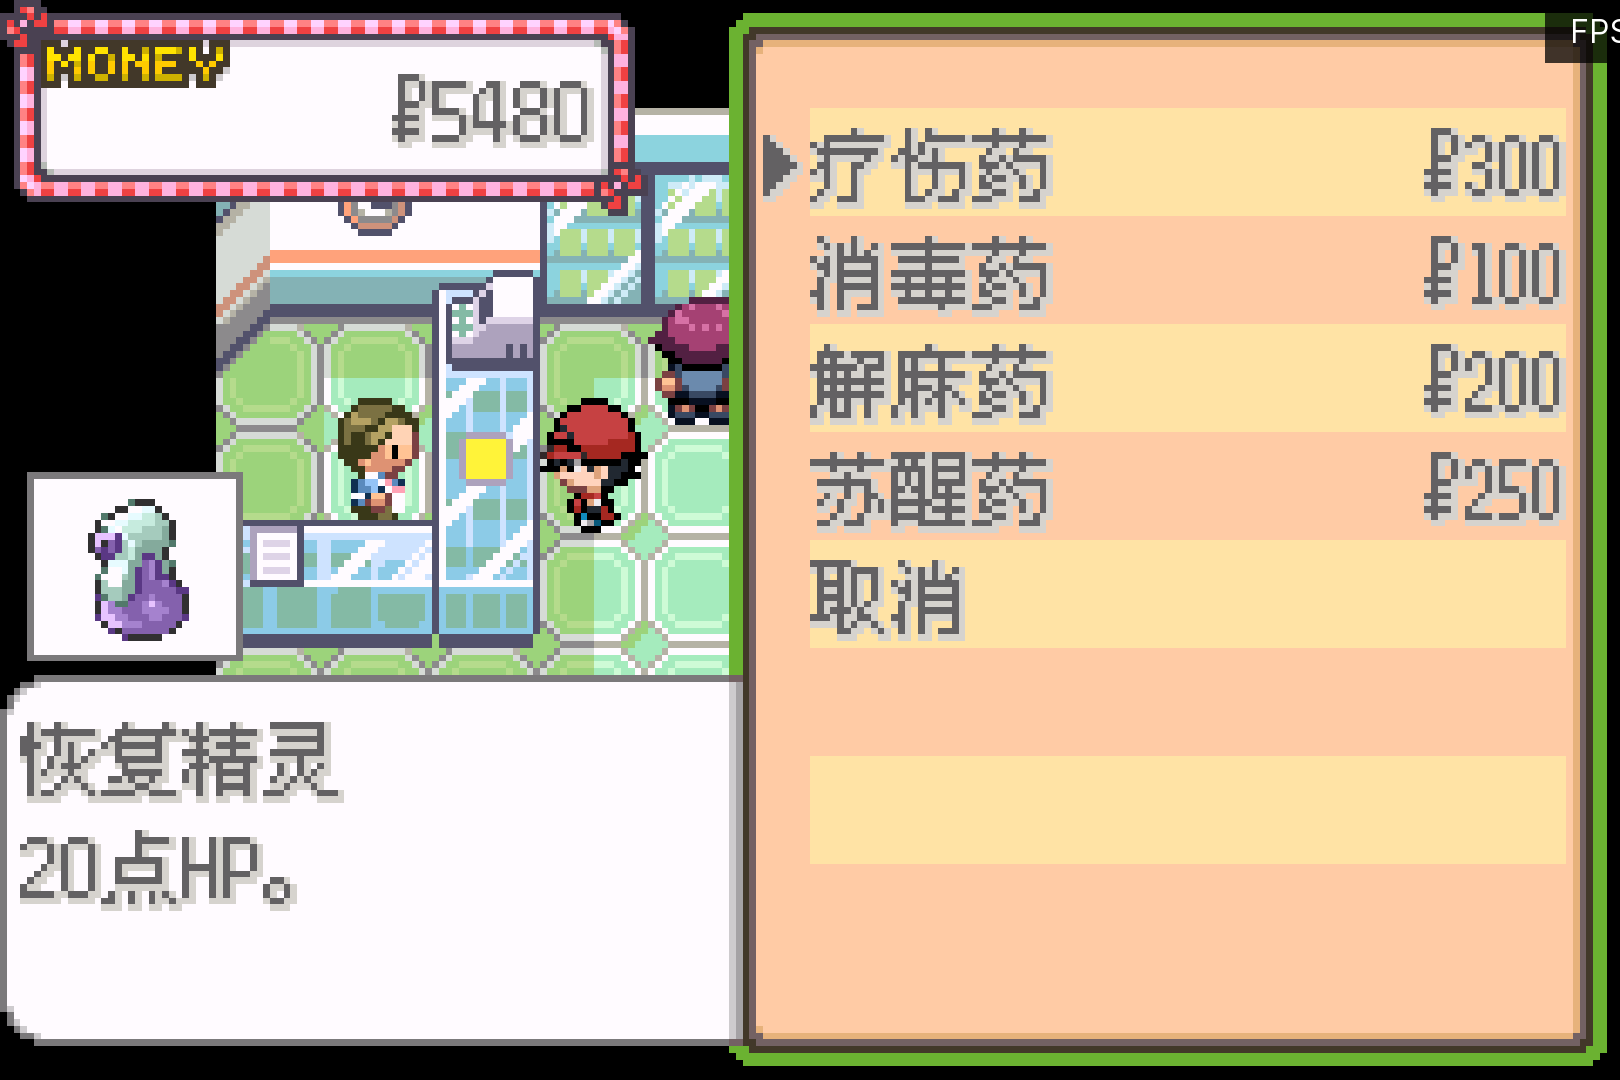 MONEY
₽5480
FPS
疗伤药 ₽300
消毒药 ₽100
解麻药 ₽200
苏醒药 ₽250
取消
恢复精灵
20点HP。